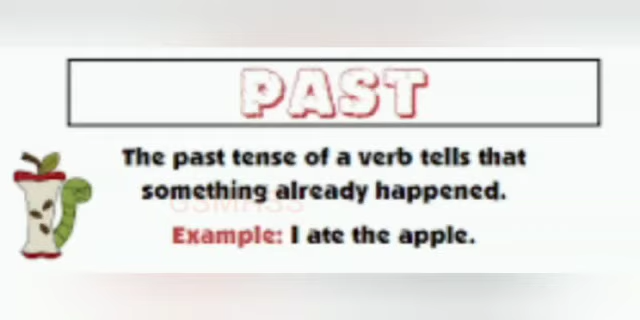 PAST
The past tense of a verb tells that
something already happened.
Example: I ate the apple.